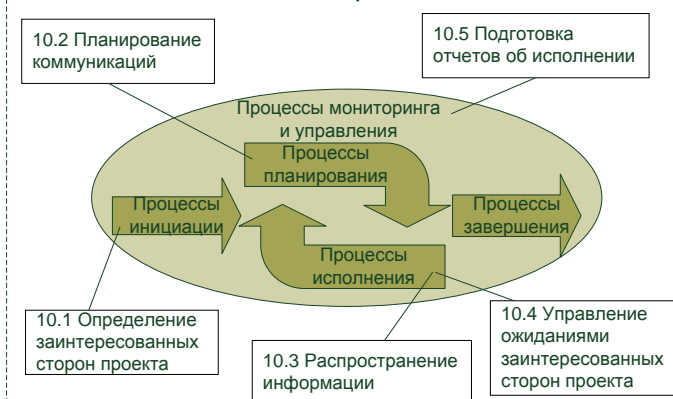 10.2 Планирование
коммуникаций
10.5 Подготовка
отчетов об исполнении
Процессы мониторинга
и управления
Процессы
планирования
Процессы
инициации
Процессы
завершения
Процессы
исполнения
10.1 Определение
заинтересованных
сторон проекта
10.3 Распространение
информации
10.4 Управление
ожиданиями
заинтересованных
сторон проекта